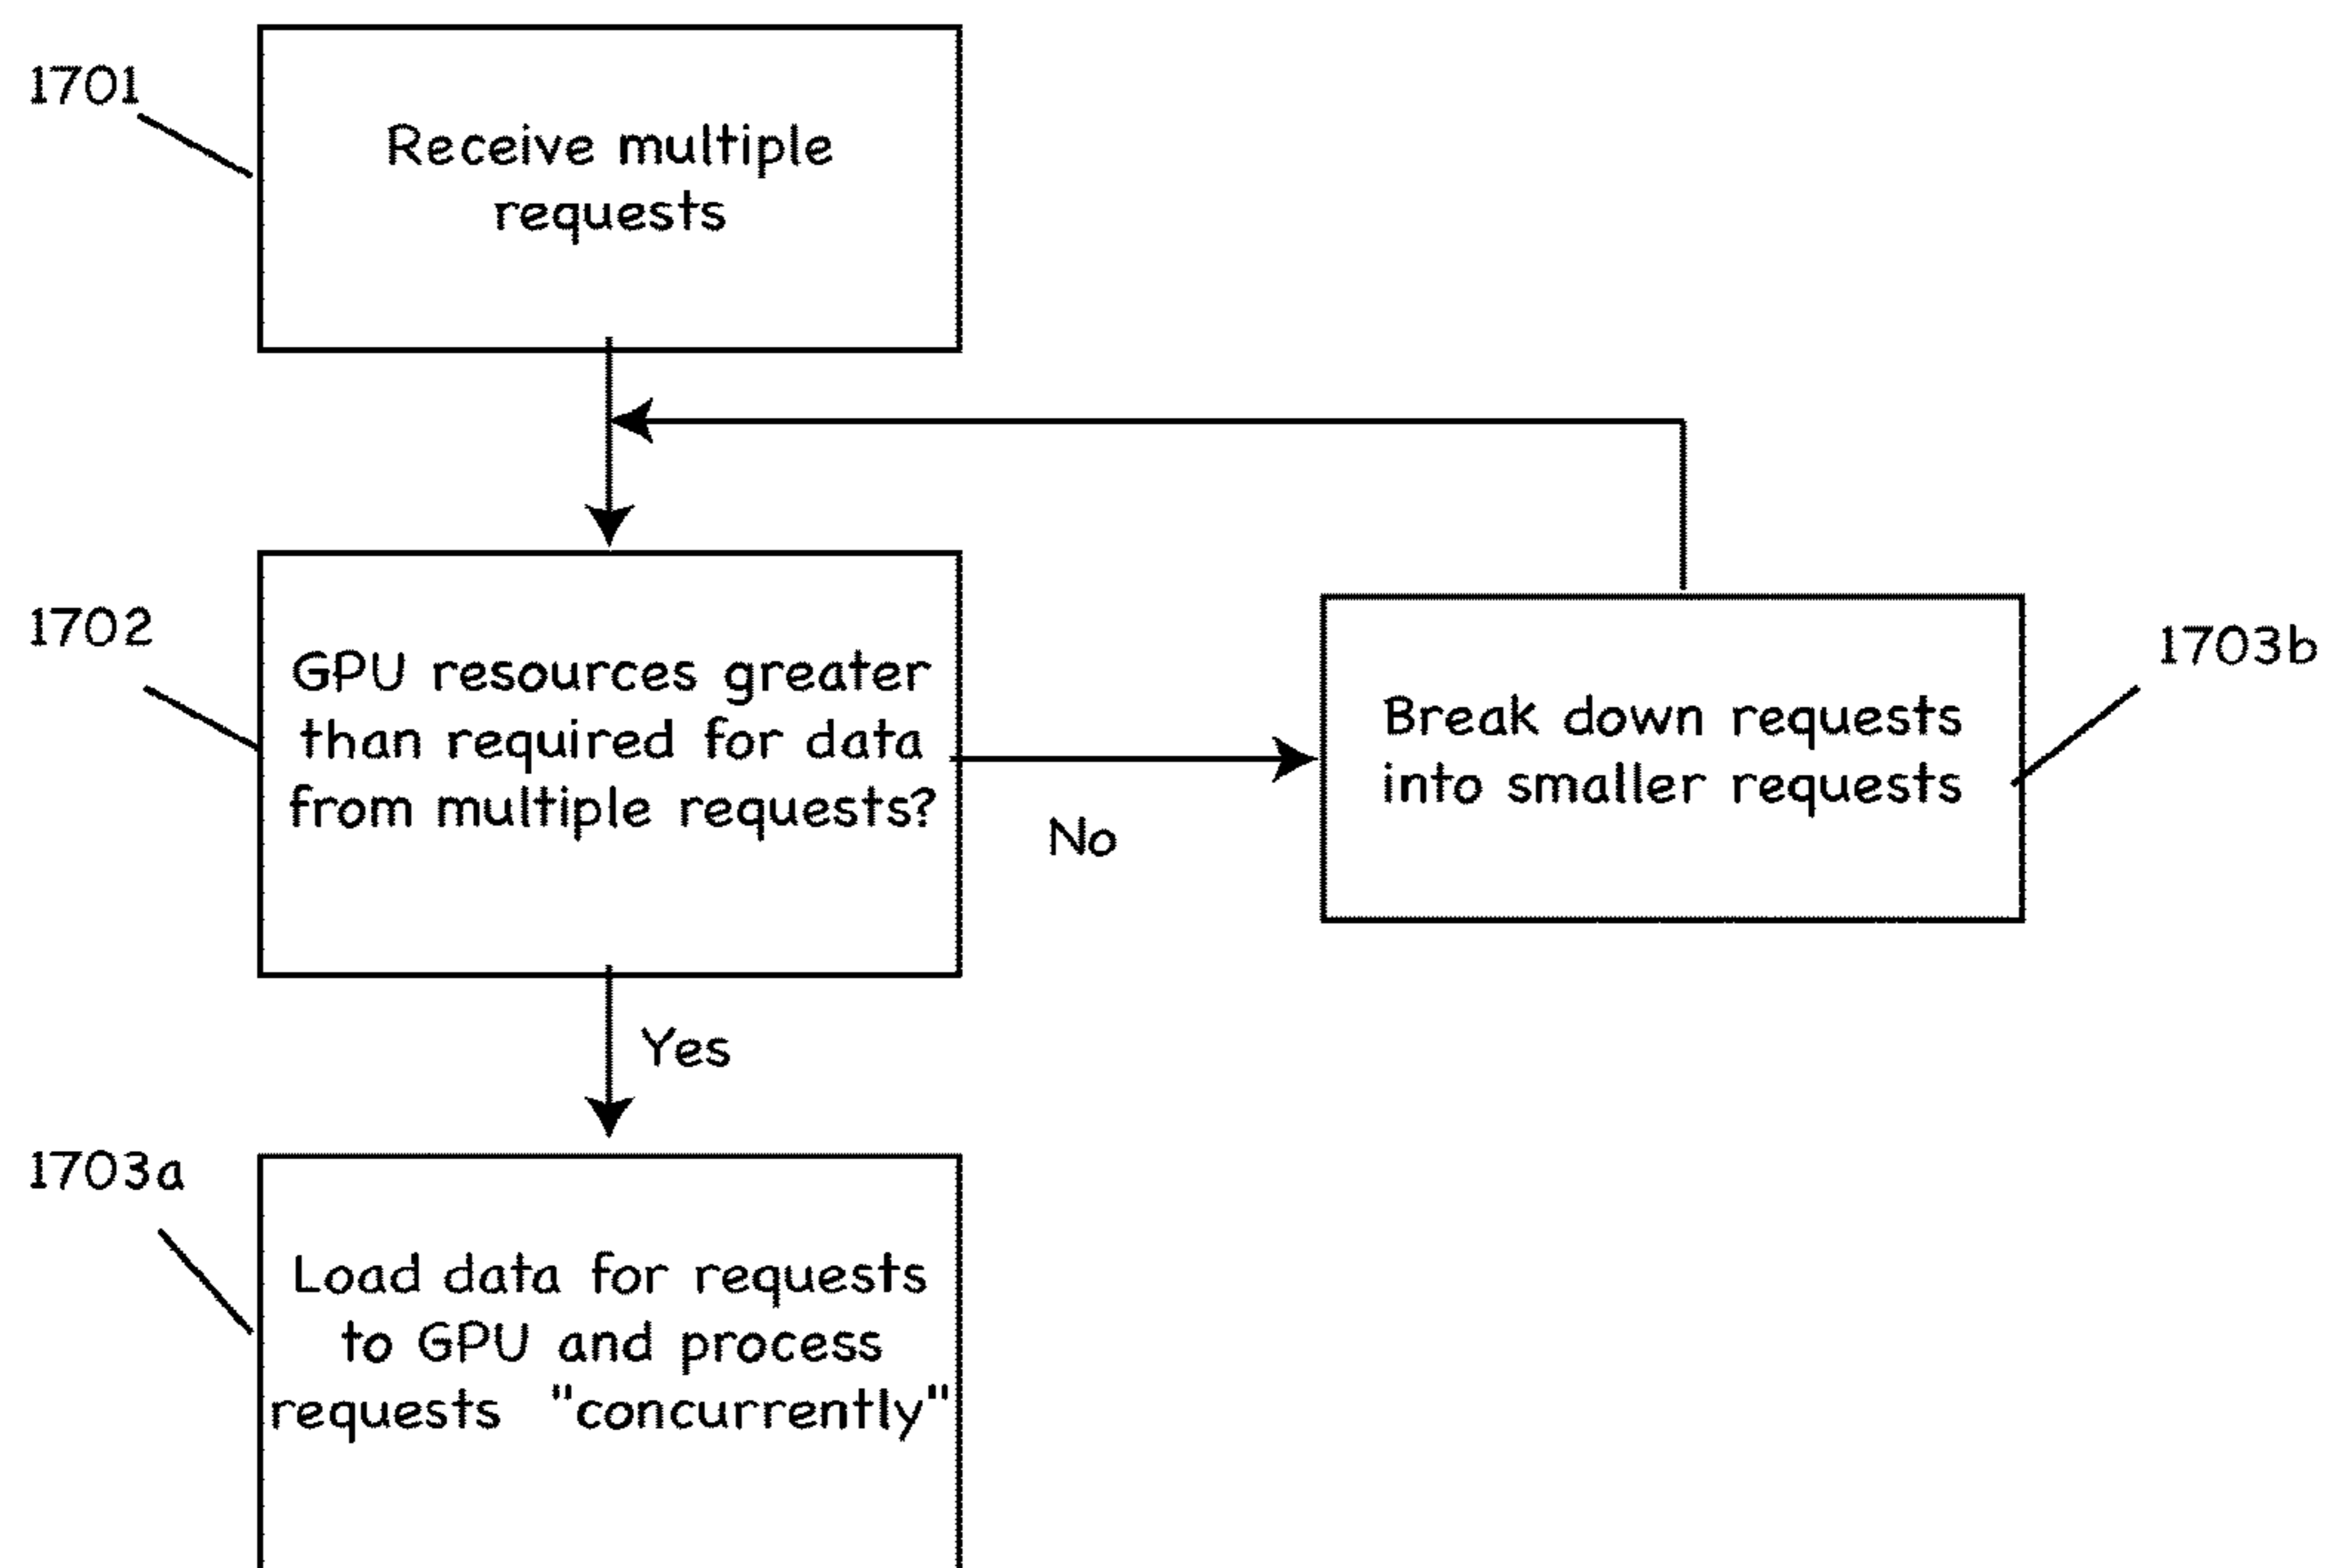 1701
Receive multiple
requests
1702
GPU resources greater
than required for data
from multiple requests?
No
Break down requests
into smaller requests
1703b
Yes
1703a
Load data for requests
to GPU and process
requests "concurrently"